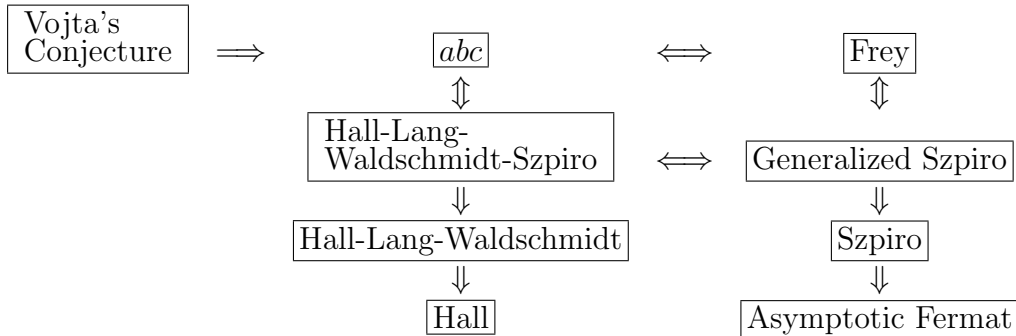 Vojta's
Conjecture ⟹ abc ⟺ Frey
⇕ ⇕
Hall-Lang-
Waldschmidt-Szpiro ⟺ Generalized Szpiro
⇓ ⇓
Hall-Lang-Waldschmidt Szpiro
⇓ ⇓
Hall Asymptotic Fermat